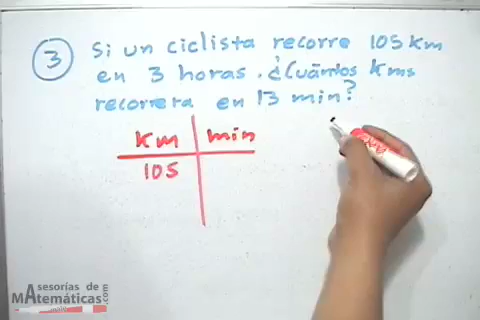 3 Si un ciclista recorre 105 km
en 3 horas. ¿Cuántos kms
recorrera en 13 min?
km min
105
Asesorías de
MAtemáticas.com